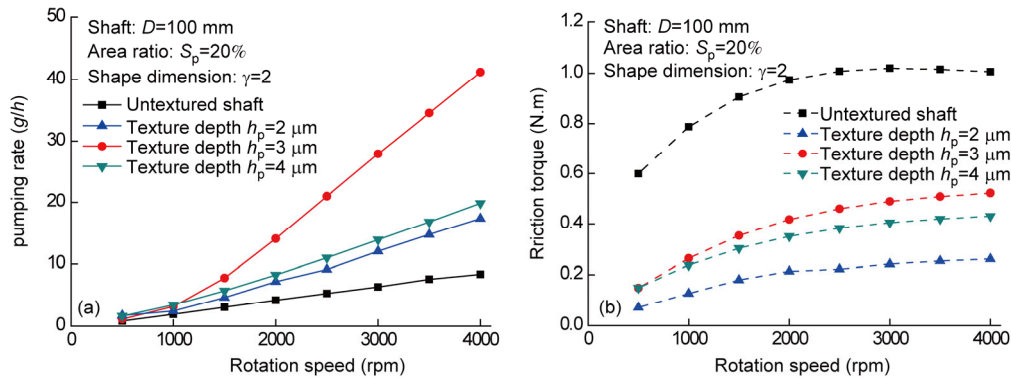 50
40
30
20
10
0
pumping rate (g/h)
Shaft: D=100 mm
Area ratio: Sp=20%
Shape dimension: γ=2
Untextured shaft
Texture depth hp=2 μm
Texture depth hp=3 μm
Texture depth hp=4 μm
(a)
0 1000 2000 3000 4000
Rotation speed (rpm)
1.2
1.0
0.8
0.6
0.4
0.2
0.0
Rriction torque (N.m)
Shaft: D=100 mm
Area ratio: Sp=20%
Shape dimension: γ=2
Untextured shaft
Texture depth hp=2 μm
Texture depth hp=3 μm
Texture depth hp=4 μm
(b)
0 1000 2000 3000 4000
Rotation speed (rpm)